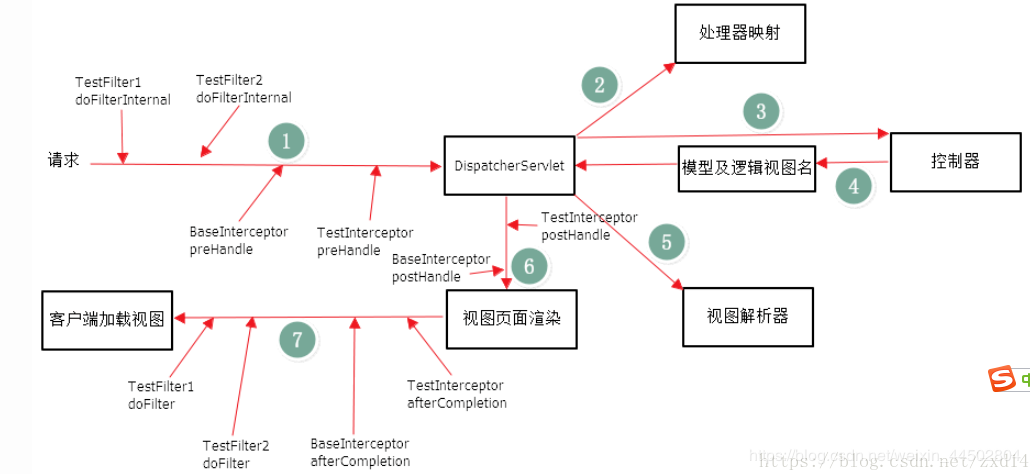 处理器映射
TestFilter1
doFilterInternal
TestFilter2
doFilterInternal
2
3
1
请求
DispatcherServlet
模型及逻辑视图名
控制器
4
BaseInterceptor
preHandle
TestInterceptor
preHandle
TestInterceptor
postHandle
5
BaseInterceptor
postHandle
6
客户端加载视图
视图页面渲染
视图解析器
7
TestFilter1
doFilter
TestInterceptor
afterCompletion
TestFilter2
doFilter
BaseInterceptor
afterCompletion
S
https://blog.csdn.net/zxd14